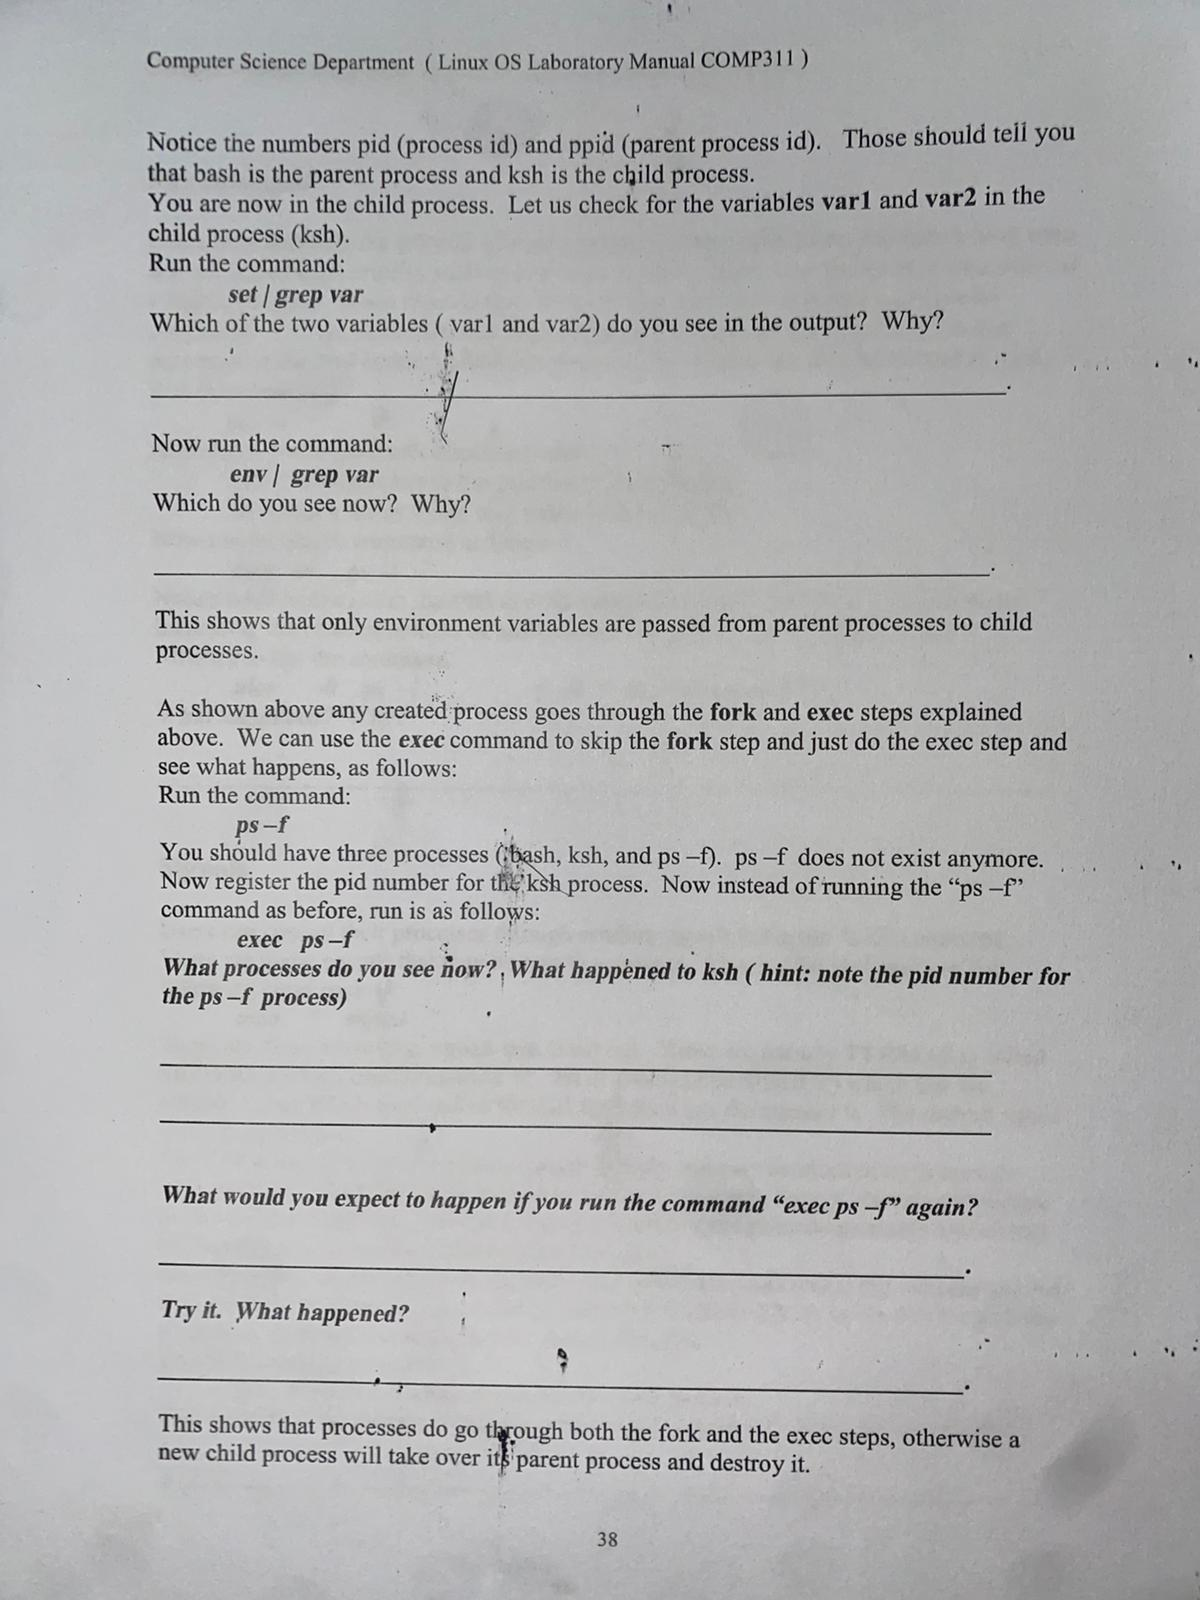 Computer Science Department ( Linux OS Laboratory Manual COMP311 )
Notice the numbers pid (process id) and ppid (parent process id). Those should tell you
that bash is the parent process and ksh is the child process.
You are now in the child process. Let us check for the variables var1 and var2 in the
child process (ksh).
Run the command:
set | grep var
Which of the two variables ( var1 and var2) do you see in the output? Why?
Now run the command:
env | grep var
Which do you see now? Why?
This shows that only environment variables are passed from parent processes to child
processes.
As shown above any created process goes through the fork and exec steps explained
above. We can use the exec command to skip the fork step and just do the exec step and
see what happens, as follows:
Run the command:
ps –f
You should have three processes ( bash, ksh, and ps –f). ps –f does not exist anymore.
Now register the pid number for the ksh process. Now instead of running the “ps –f”
command as before, run is as follows:
exec ps –f
What processes do you see now? What happened to ksh ( hint: note the pid number for
the ps –f process)
What would you expect to happen if you run the command “exec ps –f” again?
Try it. What happened?
This shows that processes do go through both the fork and the exec steps, otherwise a
new child process will take over its parent process and destroy it.
38